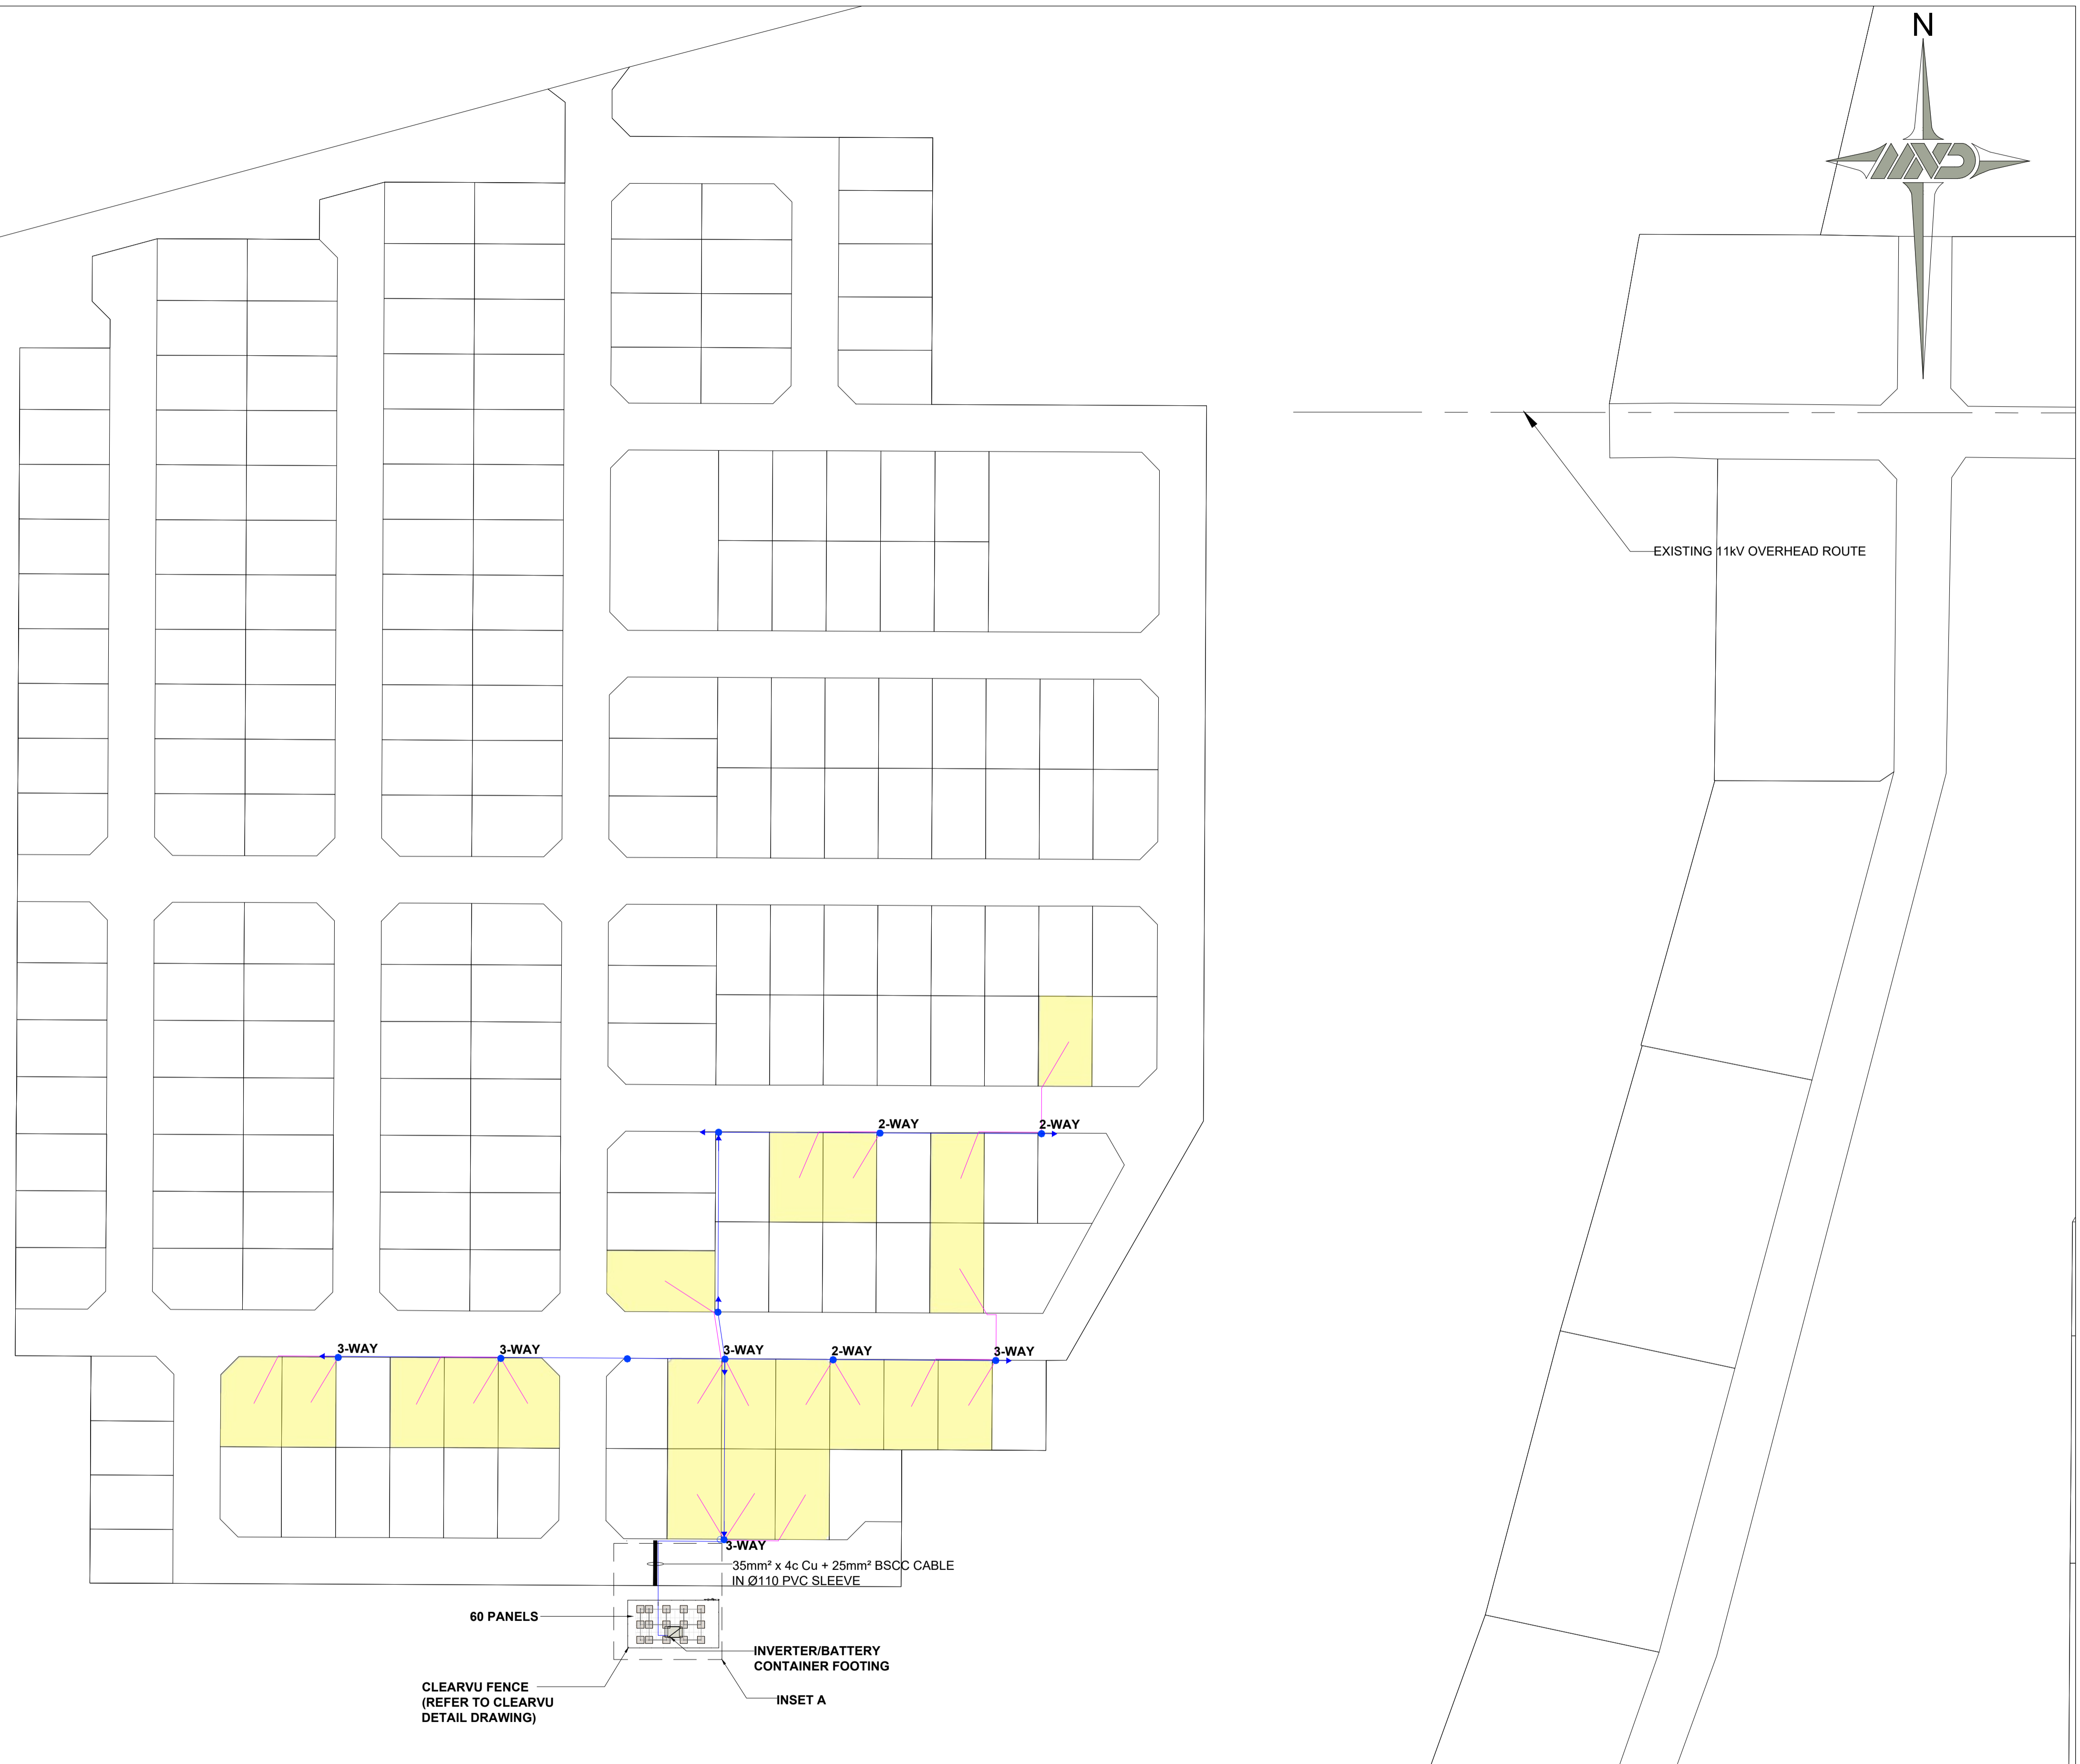 N
EXISTING 11kV OVERHEAD ROUTE
2-WAY
2-WAY
3-WAY
3-WAY
3-WAY
2-WAY
3-WAY
3-WAY
35mm² x 4c Cu + 25mm² BSCC CABLE
IN Ø110 PVC SLEEVE
60 PANELS
INVERTER/BATTERY
CONTAINER FOOTING
CLEARVU FENCE
(REFER TO CLEARVU
DETAIL DRAWING)
INSET A